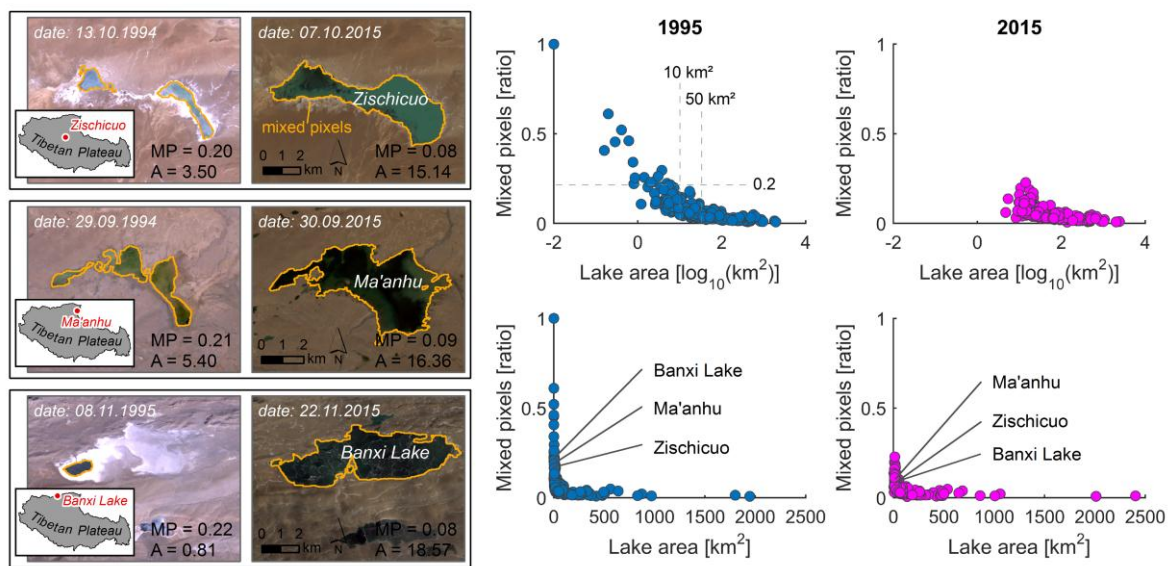 date: 13.10.1994
Zischicuo
Tibetan Plateau
MP = 0.20
A = 3.50
date: 07.10.2015
Zischicuo
mixed pixels
0 1 2
km
N
MP = 0.08
A = 15.14
date: 29.09.1994
Ma'anhu
Tibetan Plateau
MP = 0.21
A = 5.40
date: 30.09.2015
Ma'anhu
0 1 2
km
N
MP = 0.09
A = 16.36
date: 08.11.1995
Banxi Lake
Tibetan Plateau
MP = 0.22
A = 0.81
date: 22.11.2015
Banxi Lake
0 1 2
km
N
MP = 0.08
A = 18.57
1995
Mixed pixels [ratio]
1
0.5
0
10 km²
50 km²
0.2
-2 0 2 4
Lake area [log₁₀(km²)]
2015
Mixed pixels [ratio]
1
0.5
0
-2 0 2 4
Lake area [log₁₀(km²)]
Mixed pixels [ratio]
1
0.5
0
Banxi Lake
Ma'anhu
Zischicuo
0 500 1000 1500 2000 2500
Lake area [km²]
Mixed pixels [ratio]
1
0.5
0
Ma'anhu
Zischicuo
Banxi Lake
0 500 1000 1500 2000 2500
Lake area [km²]